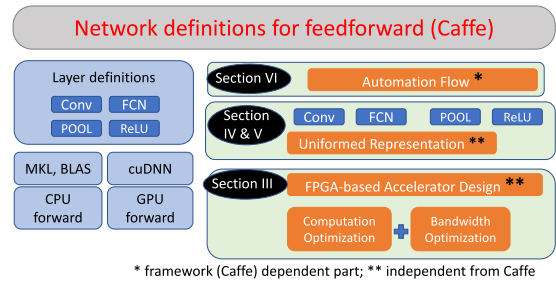 Network definitions for feedforward (Caffe)
Layer definitions
Conv FCN
POOL ReLU
MKL, BLAS cuDNN
CPU forward
GPU forward
Section VI
Automation Flow *
Section IV & V
Conv FCN POOL ReLU
Uniformed Representation **
Section III
FPGA-based Accelerator Design **
Computation Optimization
Bandwidth Optimization
* framework (Caffe) dependent part; ** independent from Caffe